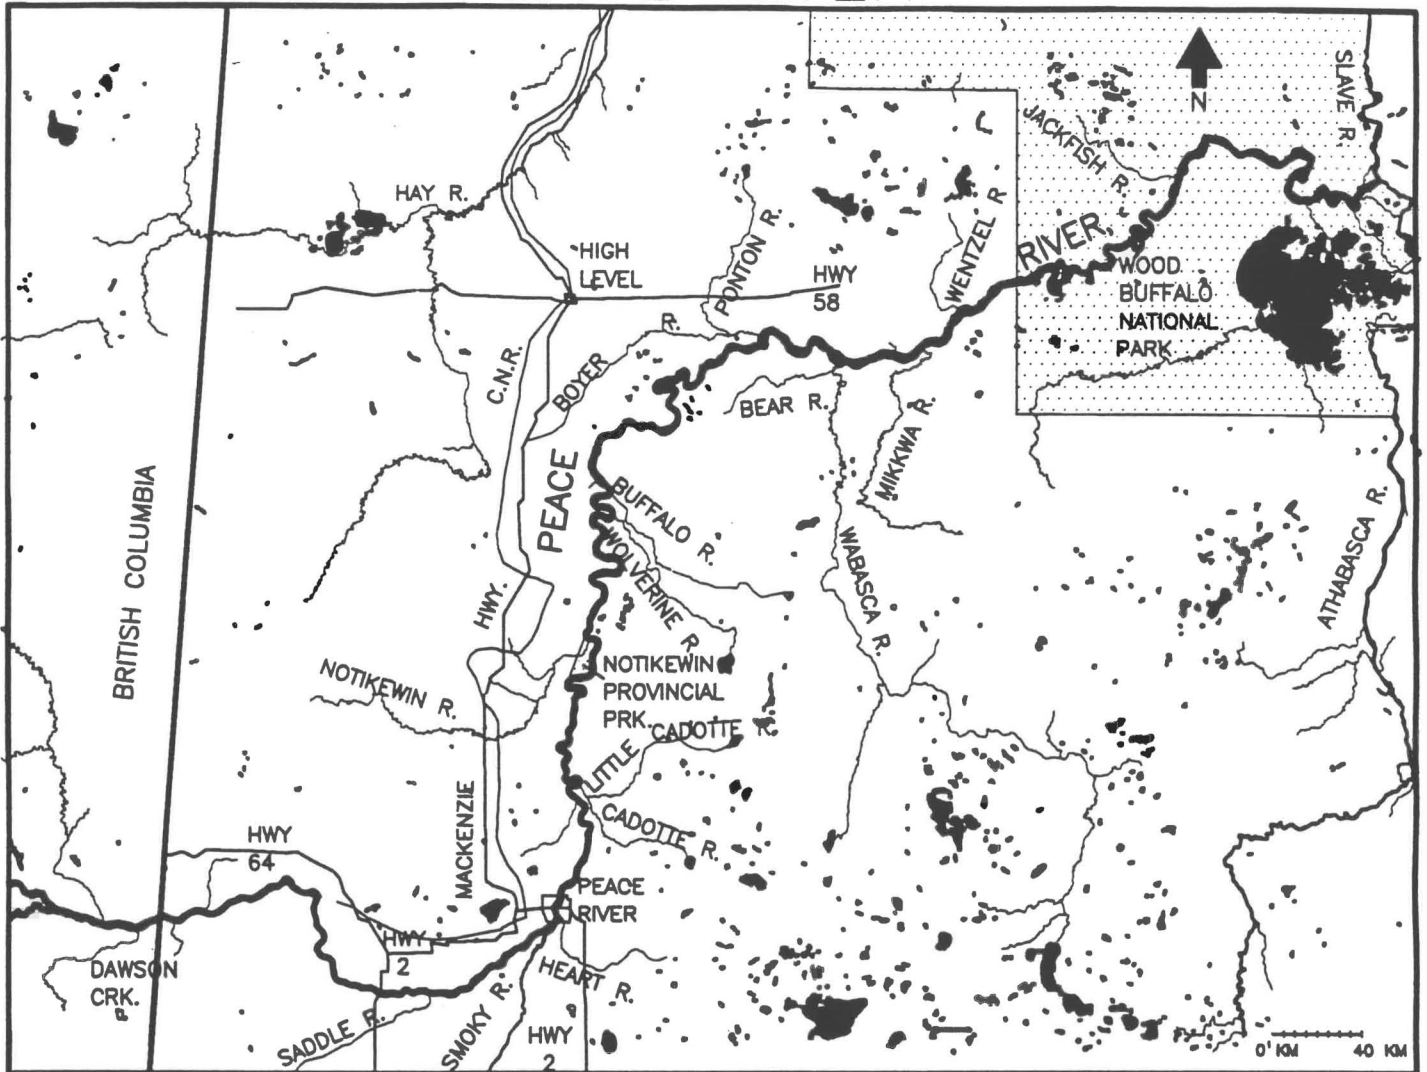 N
SLAVE R.
JACKFISH R.
HAY R.
HIGH
LEVEL
PONTON R.
HWY
58
WENTZEL R
RIVER
WOOD
BUFFALO
NATIONAL
PARK
C.N.R.
BOYER R.
BEAR R.
MIKKWA R.
PEACE
BUFFALO R.
WOLVERINE R.
WABASCA R.
ATHABASCA R.
BRITISH COLUMBIA
HWY.
NOTIKEWIN R.
NOTIKEWIN
PROVINCIAL
PRK.
LITTLE CADOTTE R.
MACKENZIE
CADOTTE R.
HWY
64
PEACE
RIVER
HWY
2
DAWSON
CRK.
HEART R.
SADDLE R.
SMOKY R.
HWY
2
0 KM 40 KM